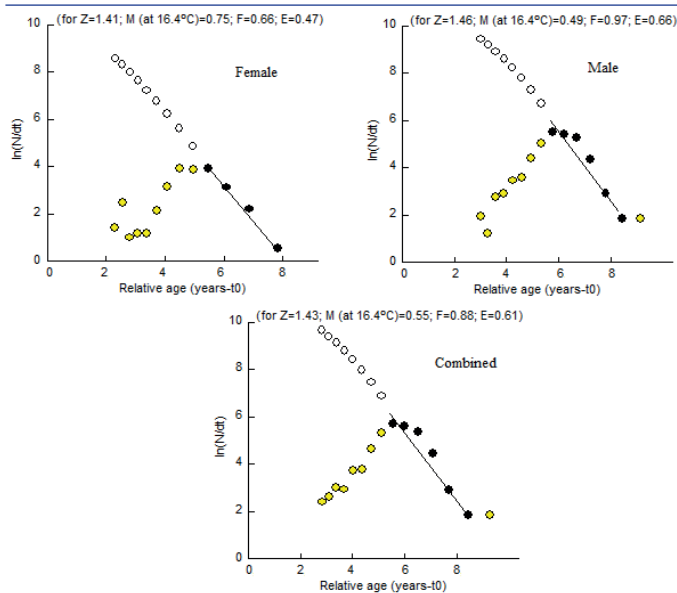 (for Z=1.41; M (at 16.4ºC)=0.75; F=0.66; E=0.47)
10
8
6
4
2
0
ln(N/dt)
Female
0 2 4 6 8
Relative age (years-t0)
(for Z=1.46; M (at 16.4ºC)=0.49; F=0.97; E=0.66)
10
8
6
4
2
0
ln(N/dt)
Male
0 2 4 6 8
Relative age (years-t0)
(for Z=1.43; M (at 16.4ºC)=0.55; F=0.88; E=0.61)
10
8
6
4
2
0
ln(N/dt)
Combined
0 2 4 6 8
Relative age (years-t0)